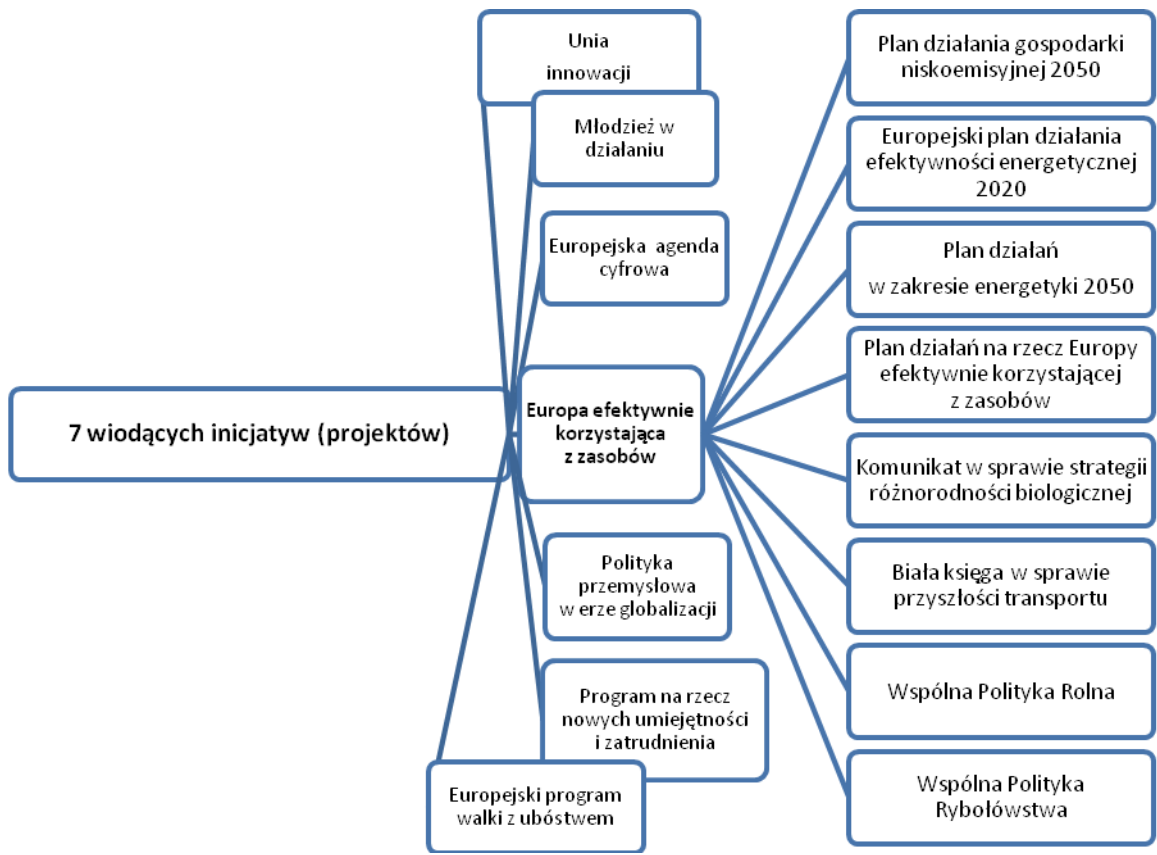 7 wiodących inicjatyw (projektów)
Unia
innowacji
Młodzież w
działaniu
Europejska agenda
cyfrowa
Europa efektywnie
korzystająca
z zasobów
Polityka
przemysłowa
w erze globalizacji
Program na rzecz
nowych umiejętności
i zatrudnienia
Europejski program
walki z ubóstwem
Plan działania gospodarki
niskoemisyjnej 2050
Europejski plan działania
efektywności energetycznej
2020
Plan działań
w zakresie energetyki 2050
Plan działań na rzecz Europy
efektywnie korzystającej
z zasobów
Komunikat w sprawie strategii
różnorodności biologicznej
Biała księga w sprawie
przyszłości transportu
Wspólna Polityka Rolna
Wspólna Polityka
Rybołówstwa